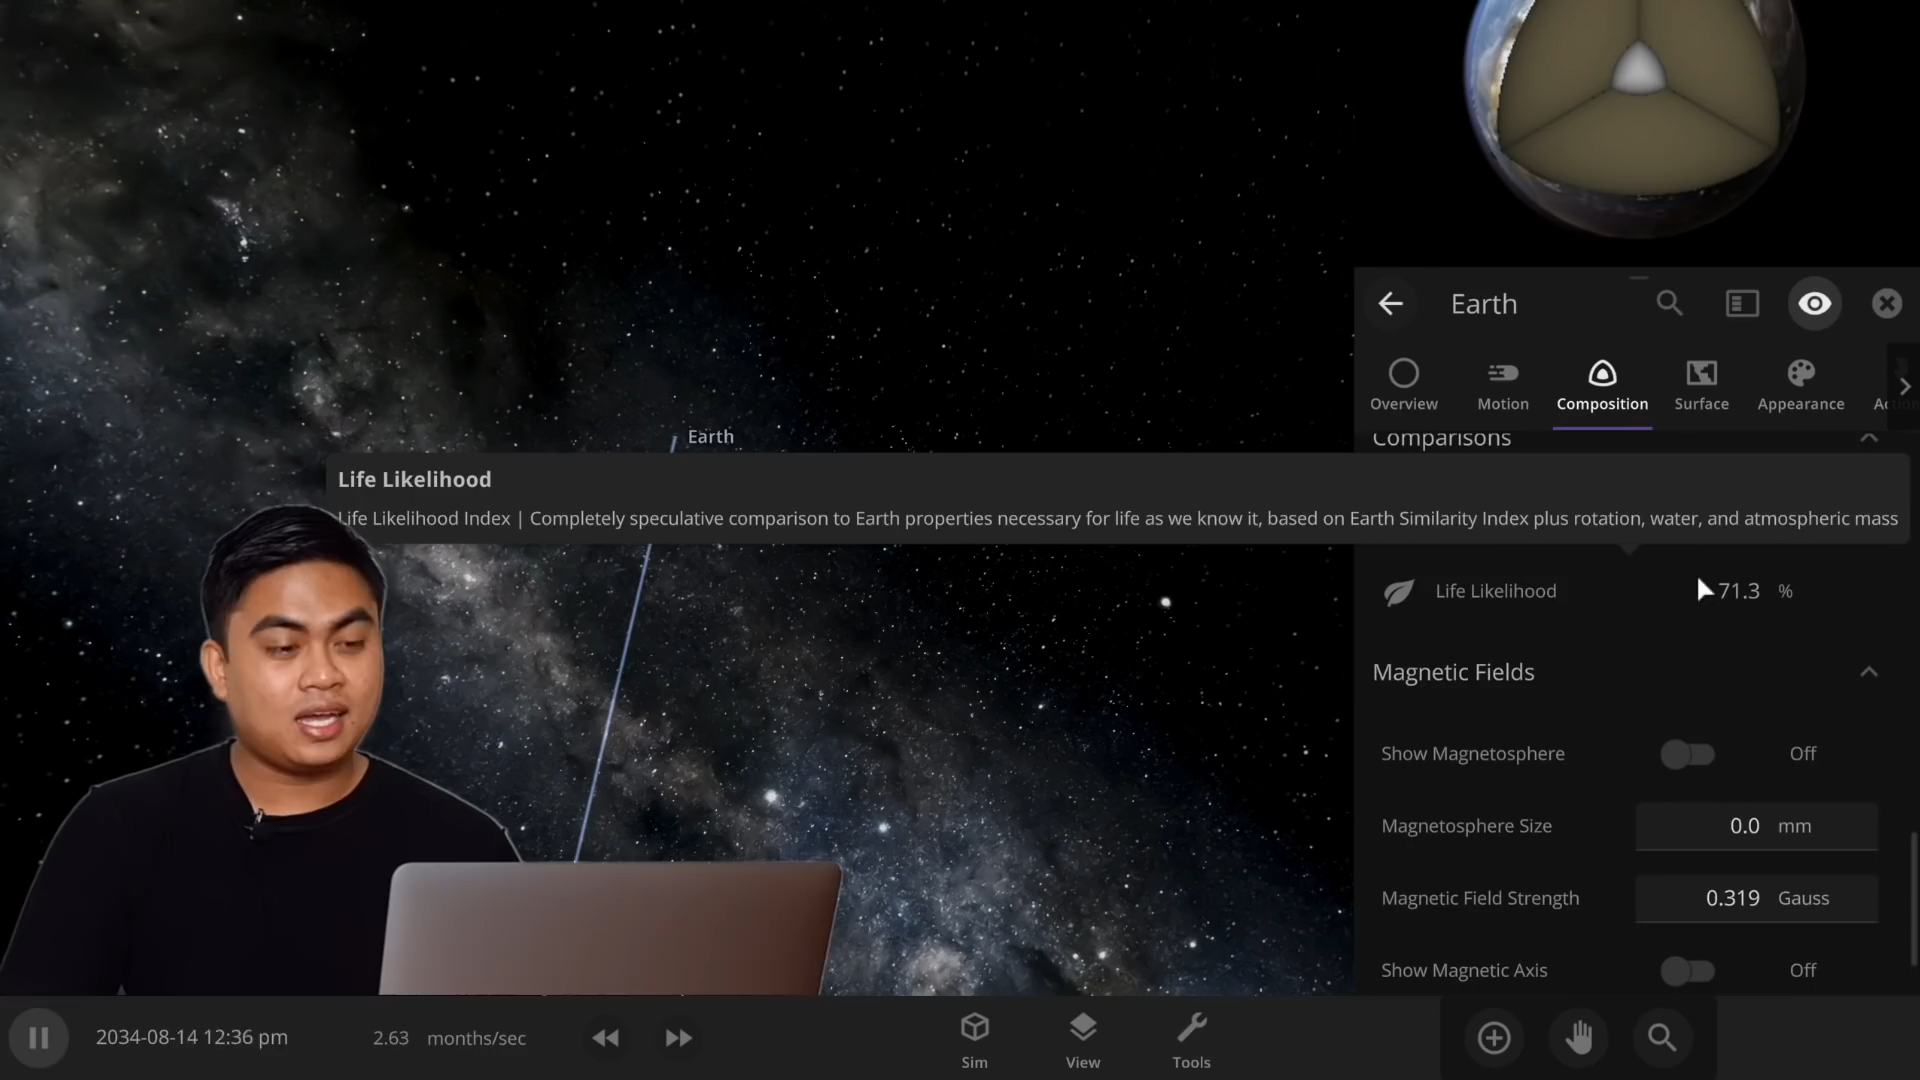 Earth
Overview
Motion
Composition
Surface
Appearance
Comparisons
Earth
Life Likelihood
Life Likelihood Index | Completely speculative comparison to Earth properties necessary for life as we know it, based on Earth Similarity Index plus rotation, water, and atmospheric mass
Life Likelihood 71.3 %
Magnetic Fields
Show Magnetosphere Off
Magnetosphere Size 0.0 mm
Magnetic Field Strength 0.319 Gauss
Show Magnetic Axis Off
2034-08-14 12:36 pm 2.63 months/sec
Sim
View
Tools